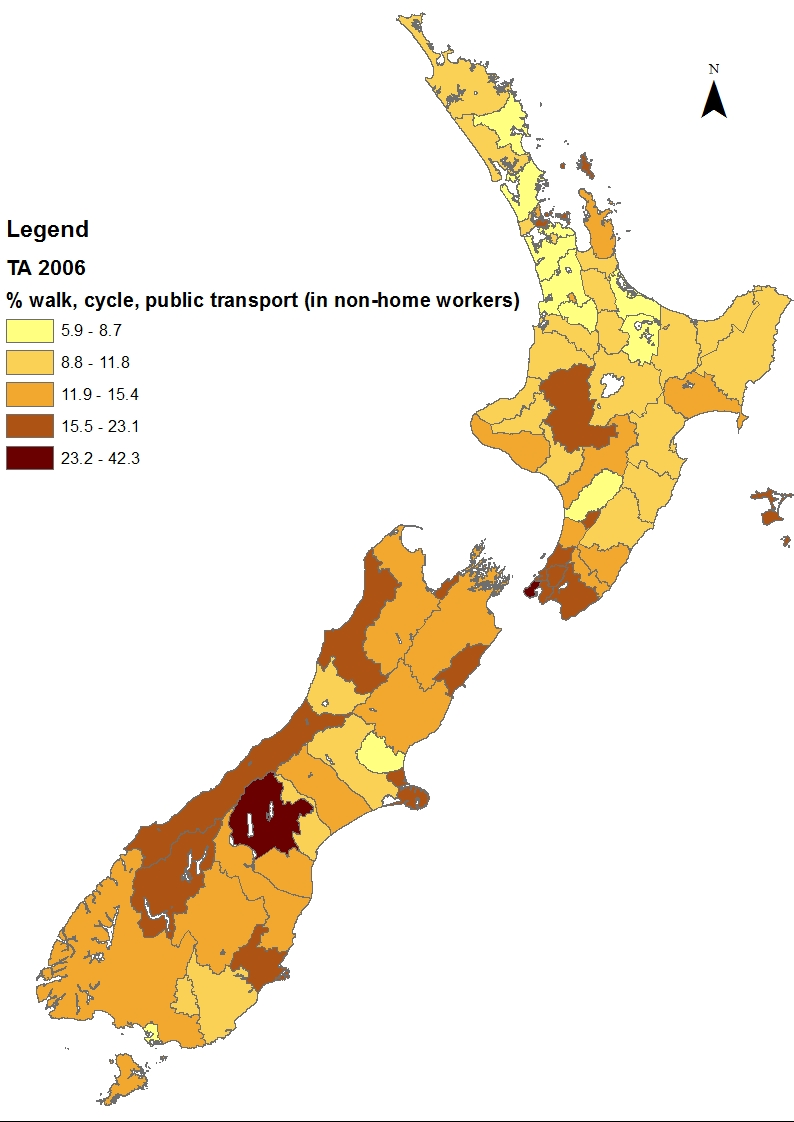 N
Legend
TA 2006
% walk, cycle, public transport (in non-home workers)
5.9 - 8.7
8.8 - 11.8
11.9 - 15.4
15.5 - 23.1
23.2 - 42.3